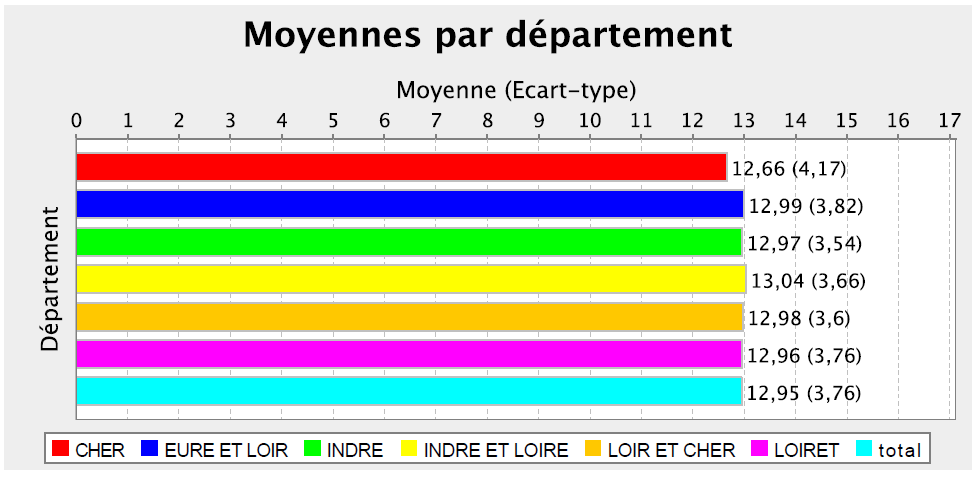 Moyennes par département
Moyenne (Ecart-type)
0 1 2 3 4 5 6 7 8 9 10 11 12 13 14 15 16 17
Département
12,66 (4,17)
12,99 (3,82)
12,97 (3,54)
13,04 (3,66)
12,98 (3,6)
12,96 (3,76)
12,95 (3,76)
CHER EURE ET LOIR INDRE INDRE ET LOIRE LOIR ET CHER LOIRET total